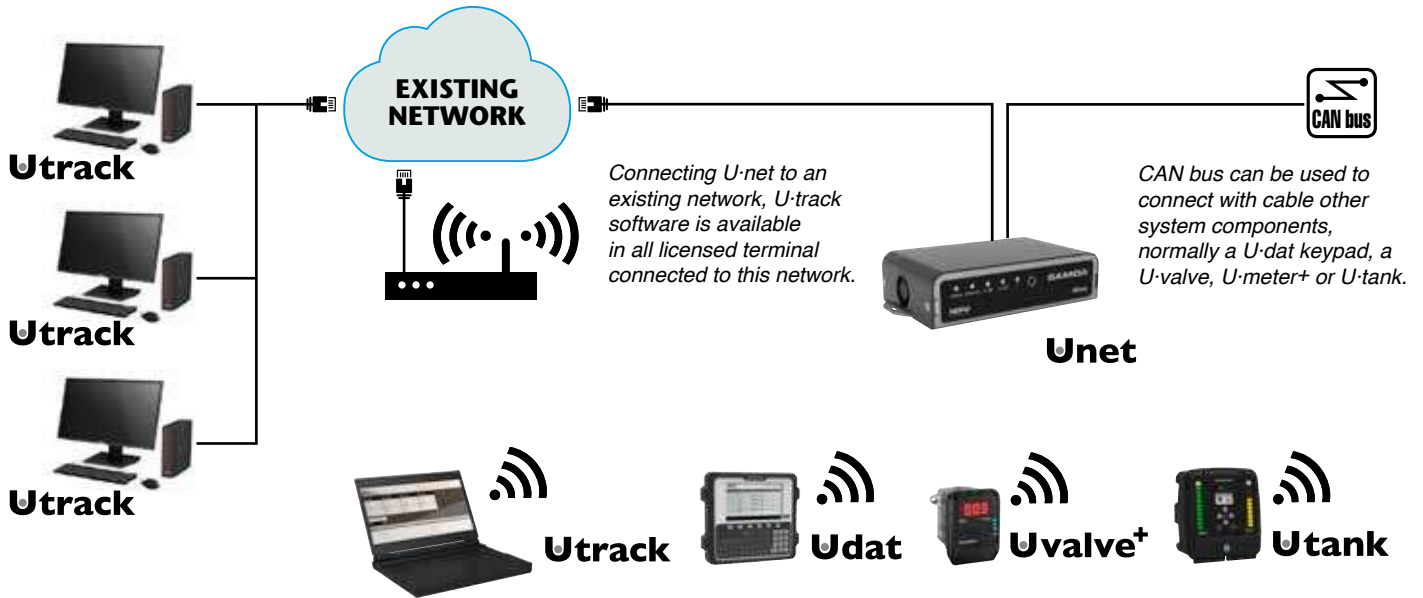 EXISTING
NETWORK
CAN bus
Utrack
Connecting U·net to an
existing network, U·track
software is available
in all licensed terminal
connected to this network.
CAN bus can be used to
connect with cable other
system components,
normally a U·dat keypad, a
U·valve, U·meter+ or U·tank.
SAMOA
Utrack
Unet
Utrack
Utrack
Udat
003
Uvalve+
Utank